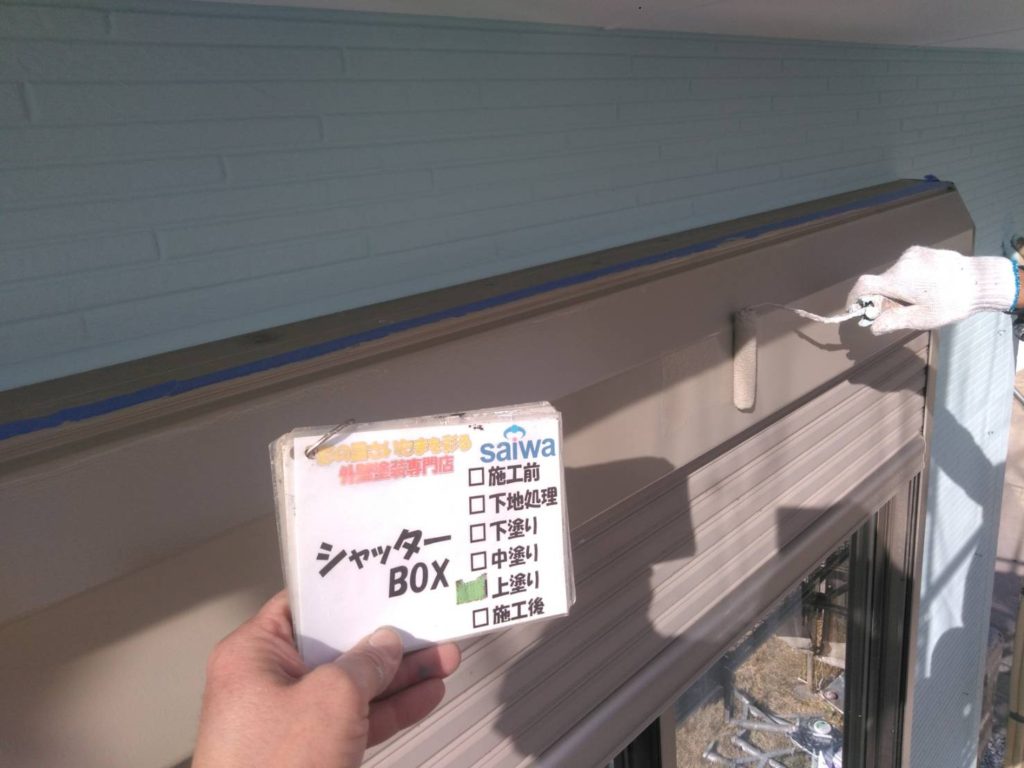 外壁塗装専門店
saiwa
□施工前
□下地処理
□下塗り
□中塗り
上塗り
□施工後
シャッター
BOX